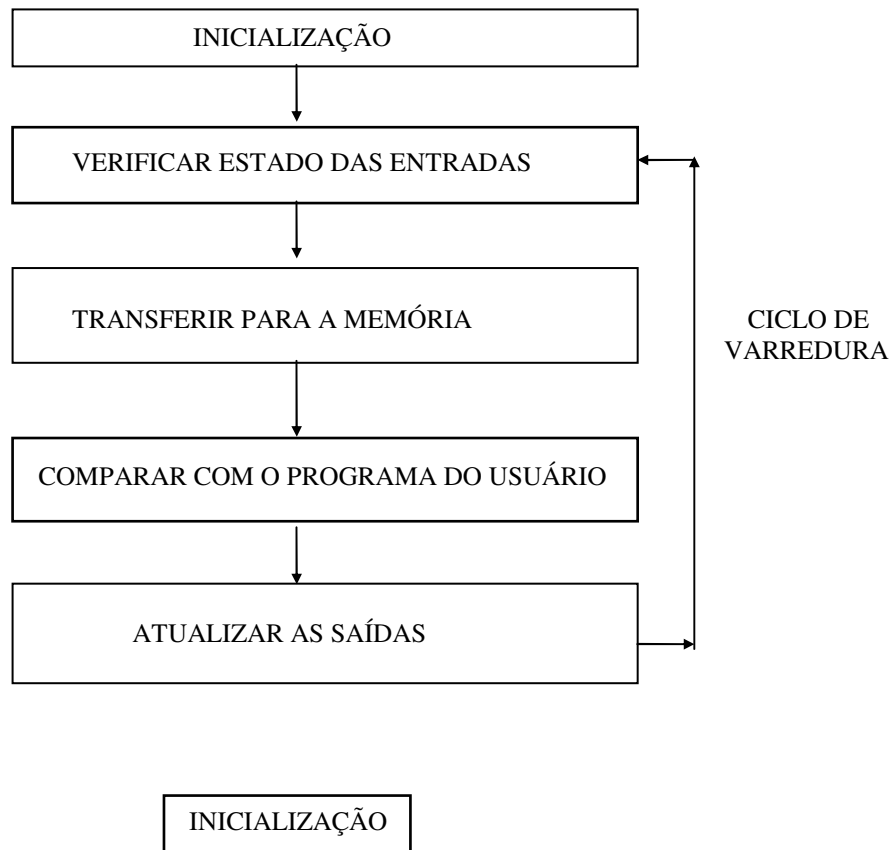 INICIALIZAÇÃO
VERIFICAR ESTADO DAS ENTRADAS
TRANSFERIR PARA A MEMÓRIA
CICLO DE
VARREDURA
COMPARAR COM O PROGRAMA DO USUÁRIO
ATUALIZAR AS SAÍDAS
INICIALIZAÇÃO